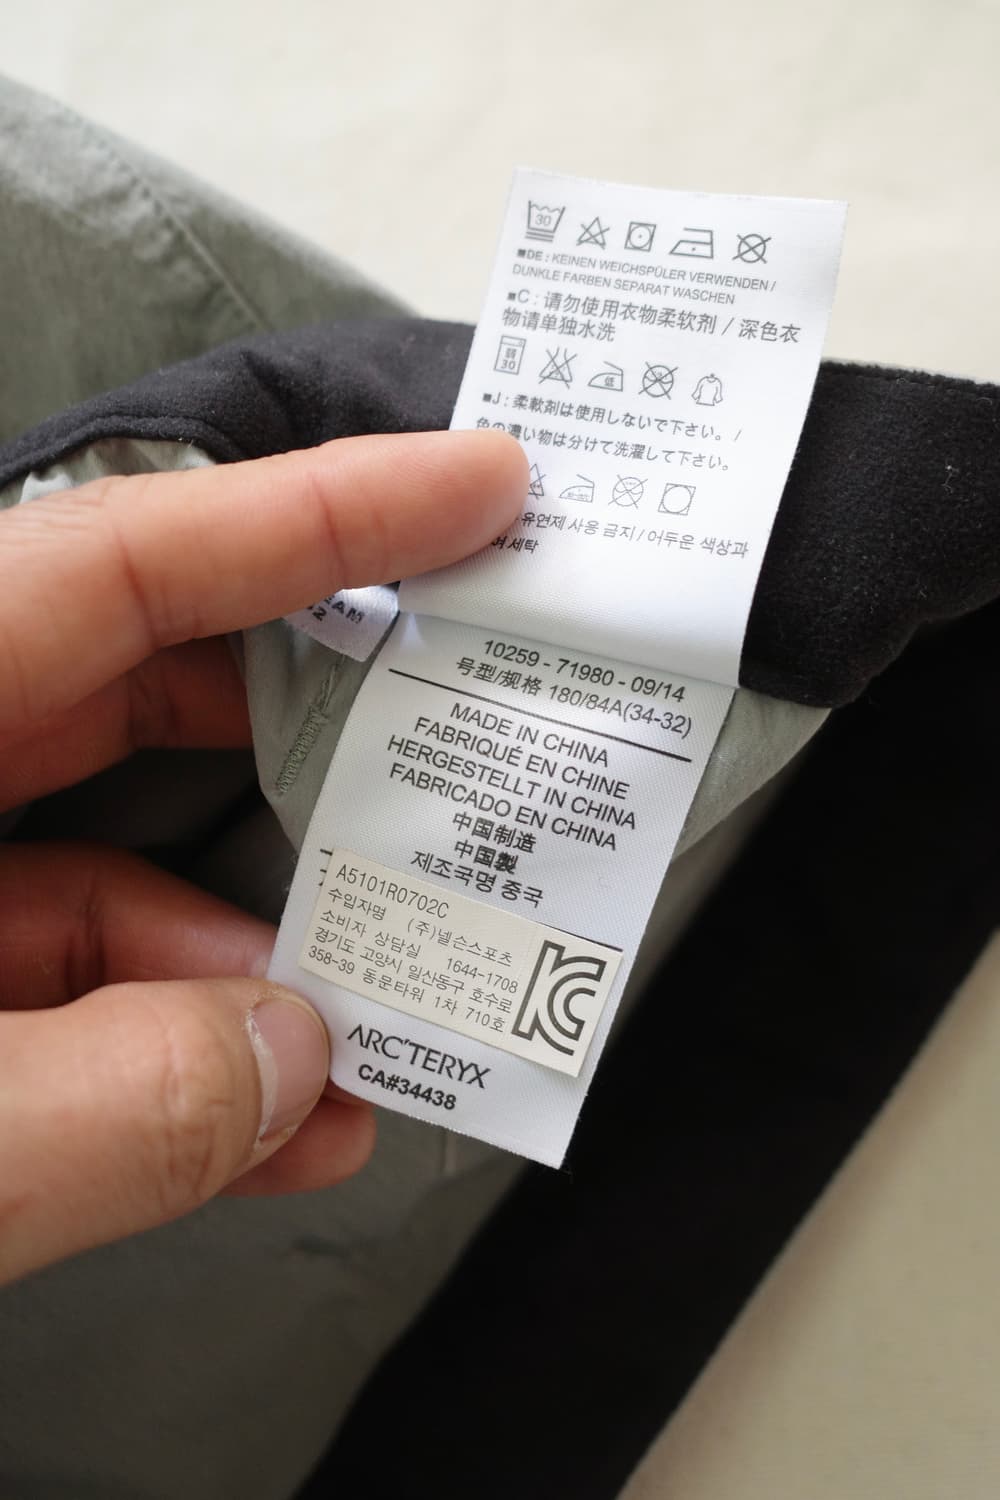 30
■DE : KEINEN WEICHSPÜLER VERWENDEN /
DUNKLE FARBEN SEPARAT WASCHEN
■C : 请勿使用衣物柔软剂 / 深色衣
物请单独水洗
弱
30
低
■J : 柔軟剤は使用しないで下さい。/
色の濃い物は分けて洗濯して下さい。
유연제 사용 금지 / 어두운 색상과
여 세탁
10259 - 71980 - 09/14
号型/规格 180/84A(34-32)
MADE IN CHINA
FABRIQUÉ EN CHINE
HERGESTELLT IN CHINA
FABRICADO EN CHINA
中国制造
中国製
제조국명 중국
A5101R0702C
수입자명 (주)넬슨스포츠
소비자 상담실 1644-1708
경기도 고양시 일산동구 호수로
358-39 동문타워 1차 710호
KC
ARC'TERYX
CA#34438